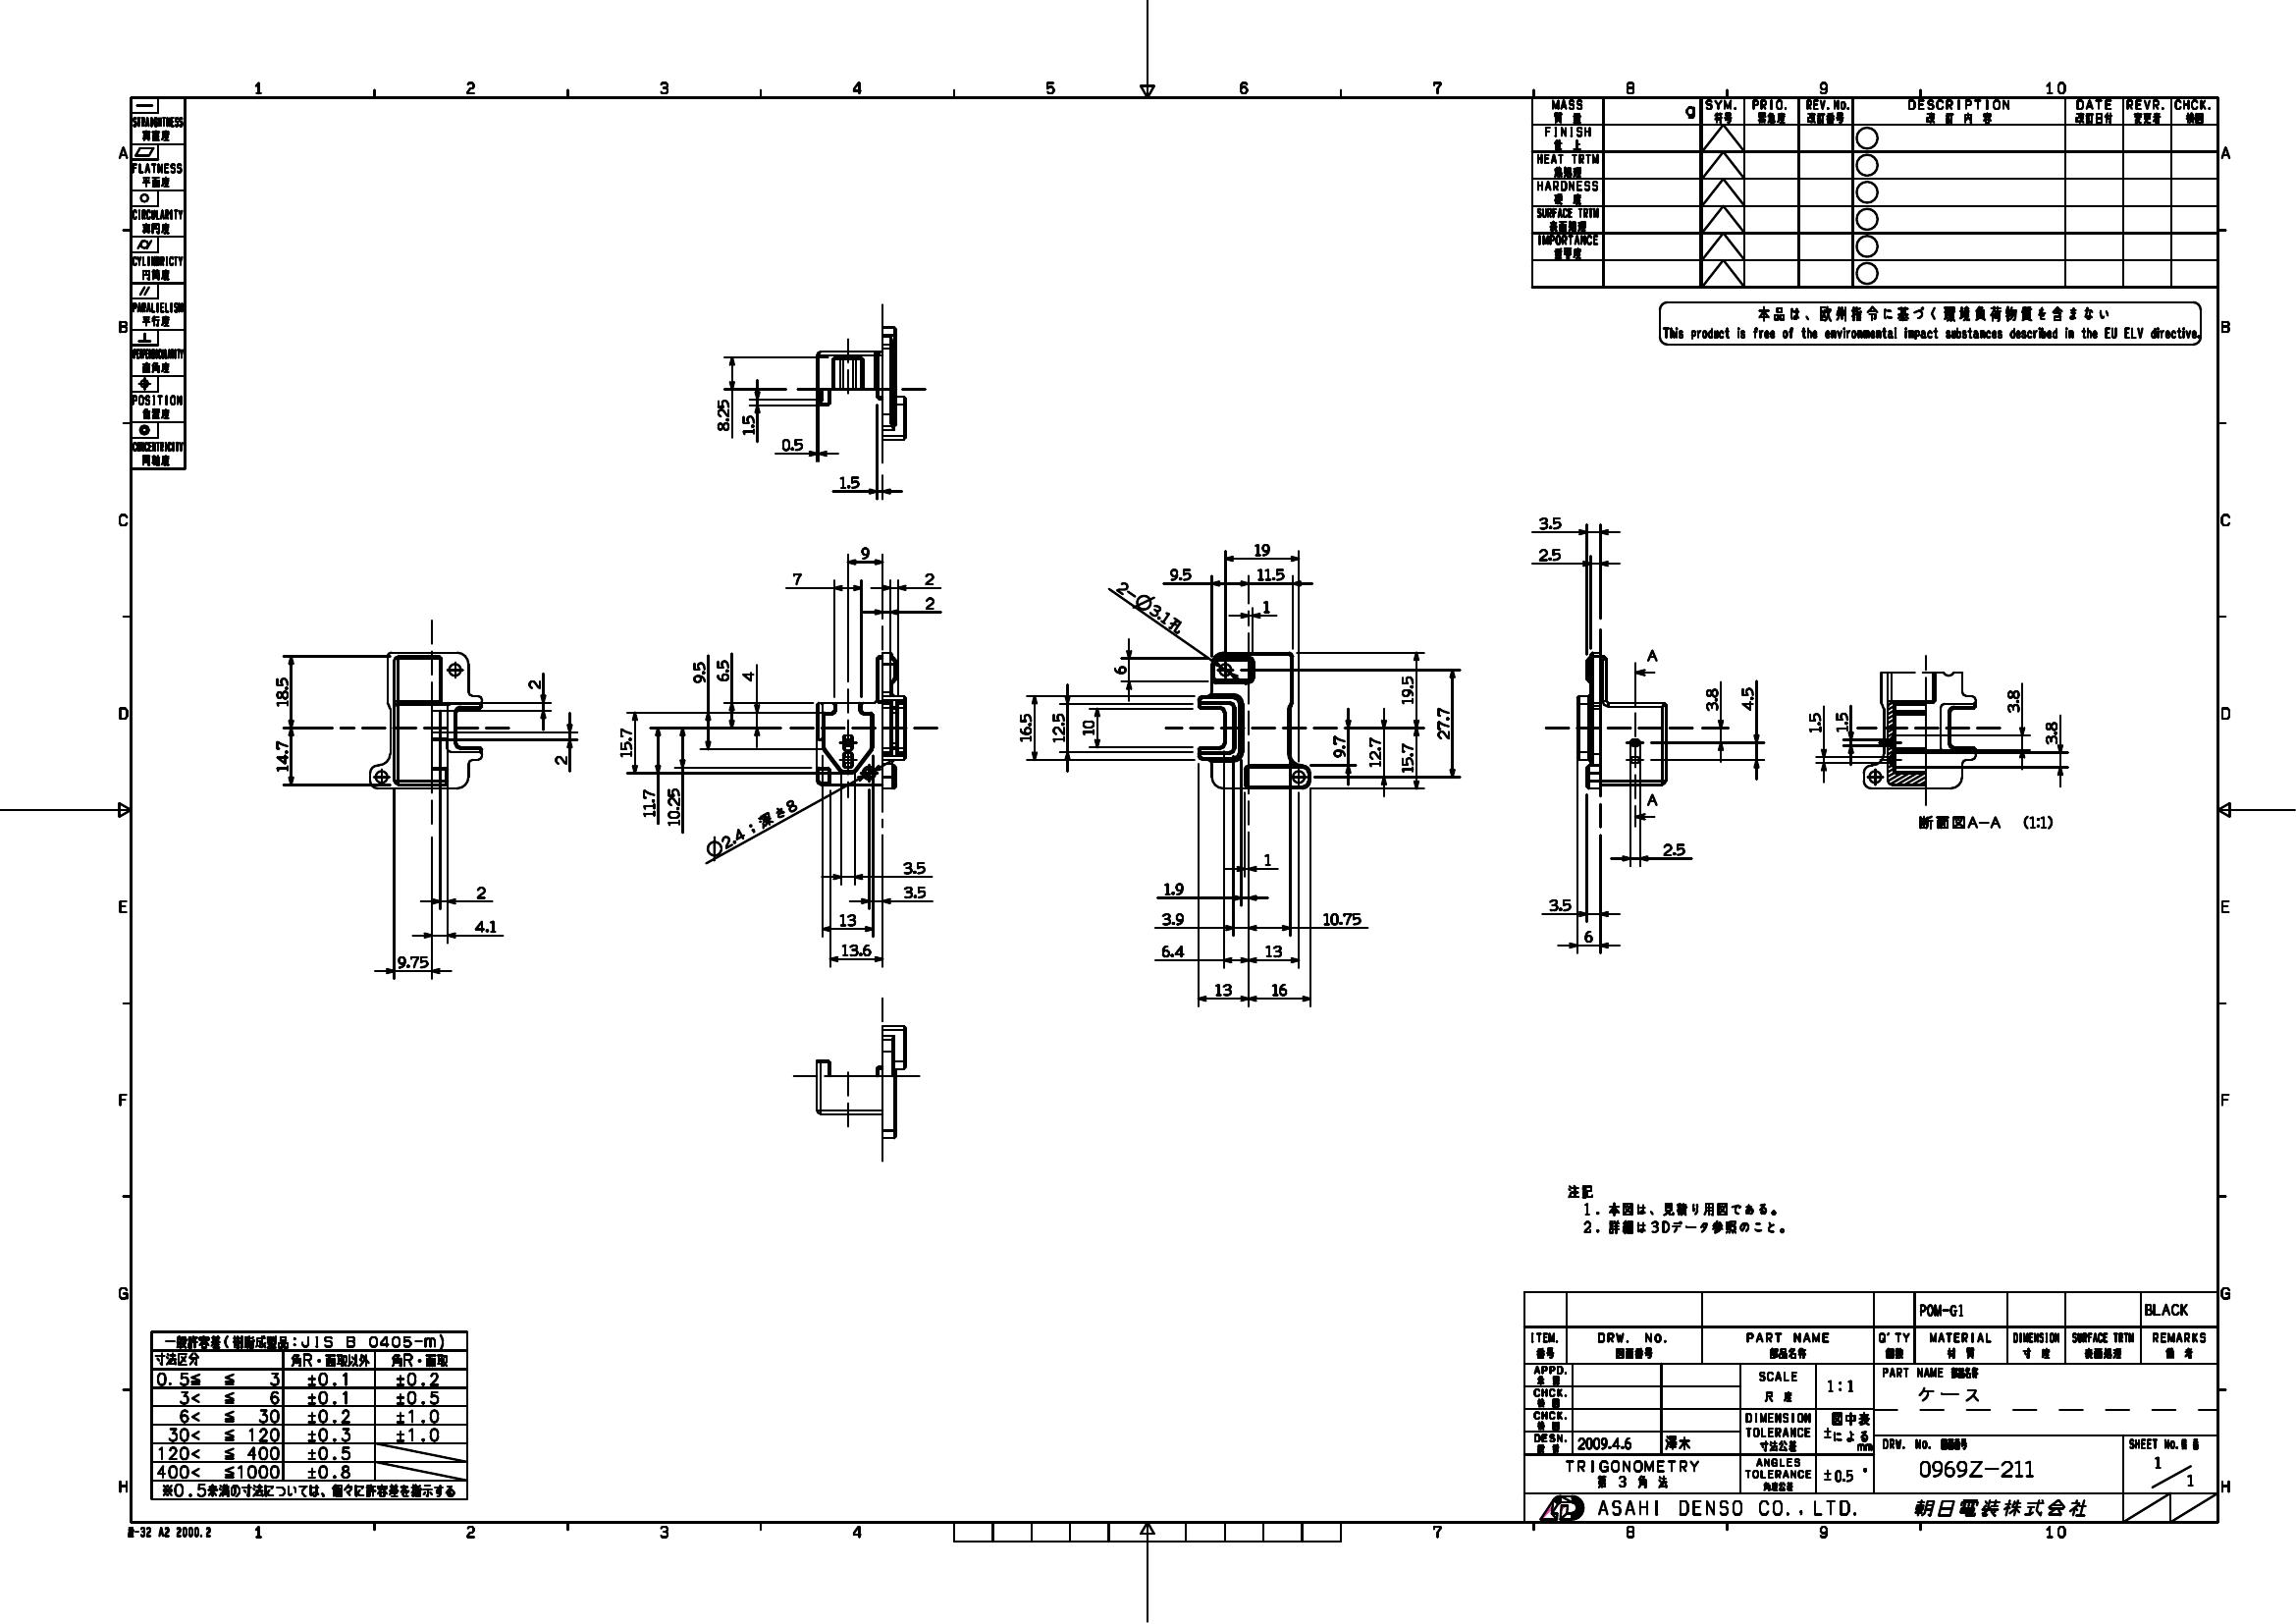 1 2 3 4 5 6 7 8 9 10
A
B
C
D
E
F
G
H
STRAIGHTNESS
真直度
FLATNESS
平面度
CIRCULARITY
真円度
CYLINDRICTY
円筒度
PARALLELISM
平行度
PERPENDICULARITY
直角度
POSITION
位置度
CONCENTRICITY
同軸度
MASS g SYM. PRIO. REV. No. DESCRIPTION DATE REVR. CHCK.
質 量 符号 緊急度 改訂番号 改 訂 内 容 改訂日付 変更者 検図
FINISH
仕 上
HEAT TRTM
熱処理
HARDNESS
硬 度
SURFACE TRTM
表面処理
IMPORTANCE
重要度
本品は、欧州指令に基づく環境負荷物質を含まない
This product is free of the environmental impact substances described in the EU ELV directive.
8.25
1.5
0.5
1.5
18.5
14.7
2
2
2
4.1
9.75
9
7
2
2
9.5
6.5
4
15.7
11.7
10.25
∅2.4；深さ8
3.5
3.5
13
13.6
19
9.5
11.5
2-∅3.1孔
1
6
16.5
12.5
10
19.5
27.7
9.7
12.7
15.7
1
1.9
3.9
10.75
6.4
13
13
16
3.5
2.5
A
3.8
4.5
A
2.5
3.5
6
1.5
1.5
3.8
3.8
断面図A-A (1:1)
注記
1．本図は、見積り用図である。
2．詳細は3Dデータ参照のこと。
一般許容差(樹脂成型品：JIS B 0405-m)
寸法区分 角R・面取以外 角R・面取
0.5≦ ≦ 3 ±0.1 ±0.2
3< ≦ 6 ±0.1 ±0.5
6< ≦ 30 ±0.2 ±1.0
30< ≦ 120 ±0.3 ±1.0
120< ≦ 400 ±0.5
400< ≦1000 ±0.8
※0.5未満の寸法については、個々に許容差を指示する
POM-G1 BLACK
ITEM. DRW. No. PART NAME Q'TY MATERIAL DIMENSION SURFACE TRTM REMARKS
番号 図面番号 部品名称 個数 材 質 寸 度 表面処理 備 考
APPD.
承 認
CHCK.
検 図
CHCK.
検 図
DESN. 2009.4.6 澤木
設 計
SCALE 1:1
尺 度
DIMENSION
TOLERANCE
寸法公差
図中表
±による
mm
ANGLES
TOLERANCE
角度公差
±0.5 °
TRIGONOMETRY
第 3 角 法
PART NAME 部品名称
ケース
DRW. No. 図面番号
0969Z-211
SHEET No.
1
1
ASAHI DENSO CO.,LTD. 朝日電装株式会社
-32 A2 2000.2
1 2 3 4 7 8 9 10
A
B
C
D
E
F
G
H